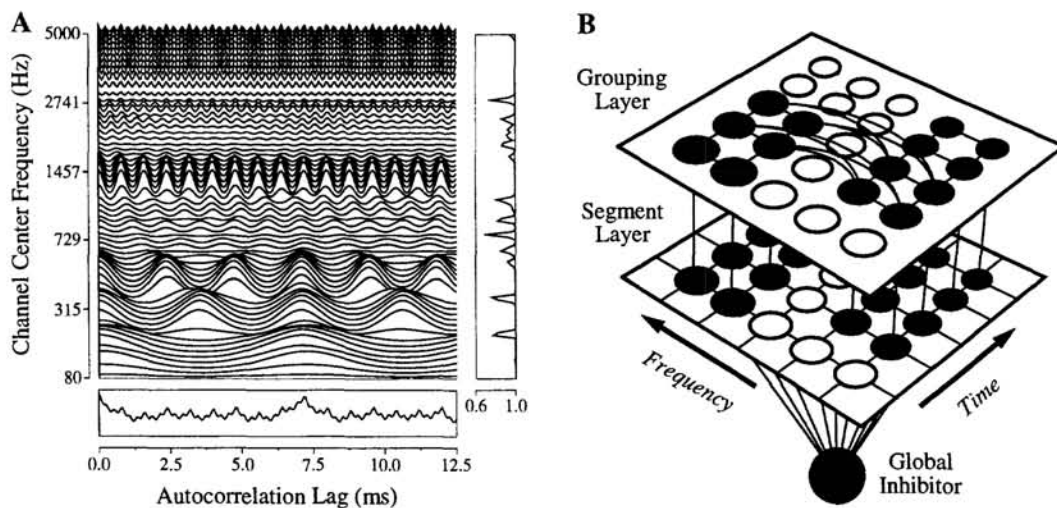 A
Channel Center Frequency (Hz)
5000
2741
1457
729
315
80
0.6 1.0
0.0 2.5 5.0 7.5 10.0 12.5
Autocorrelation Lag (ms)
B
Grouping
Layer
Segment
Layer
Frequency
Time
Global
Inhibitor